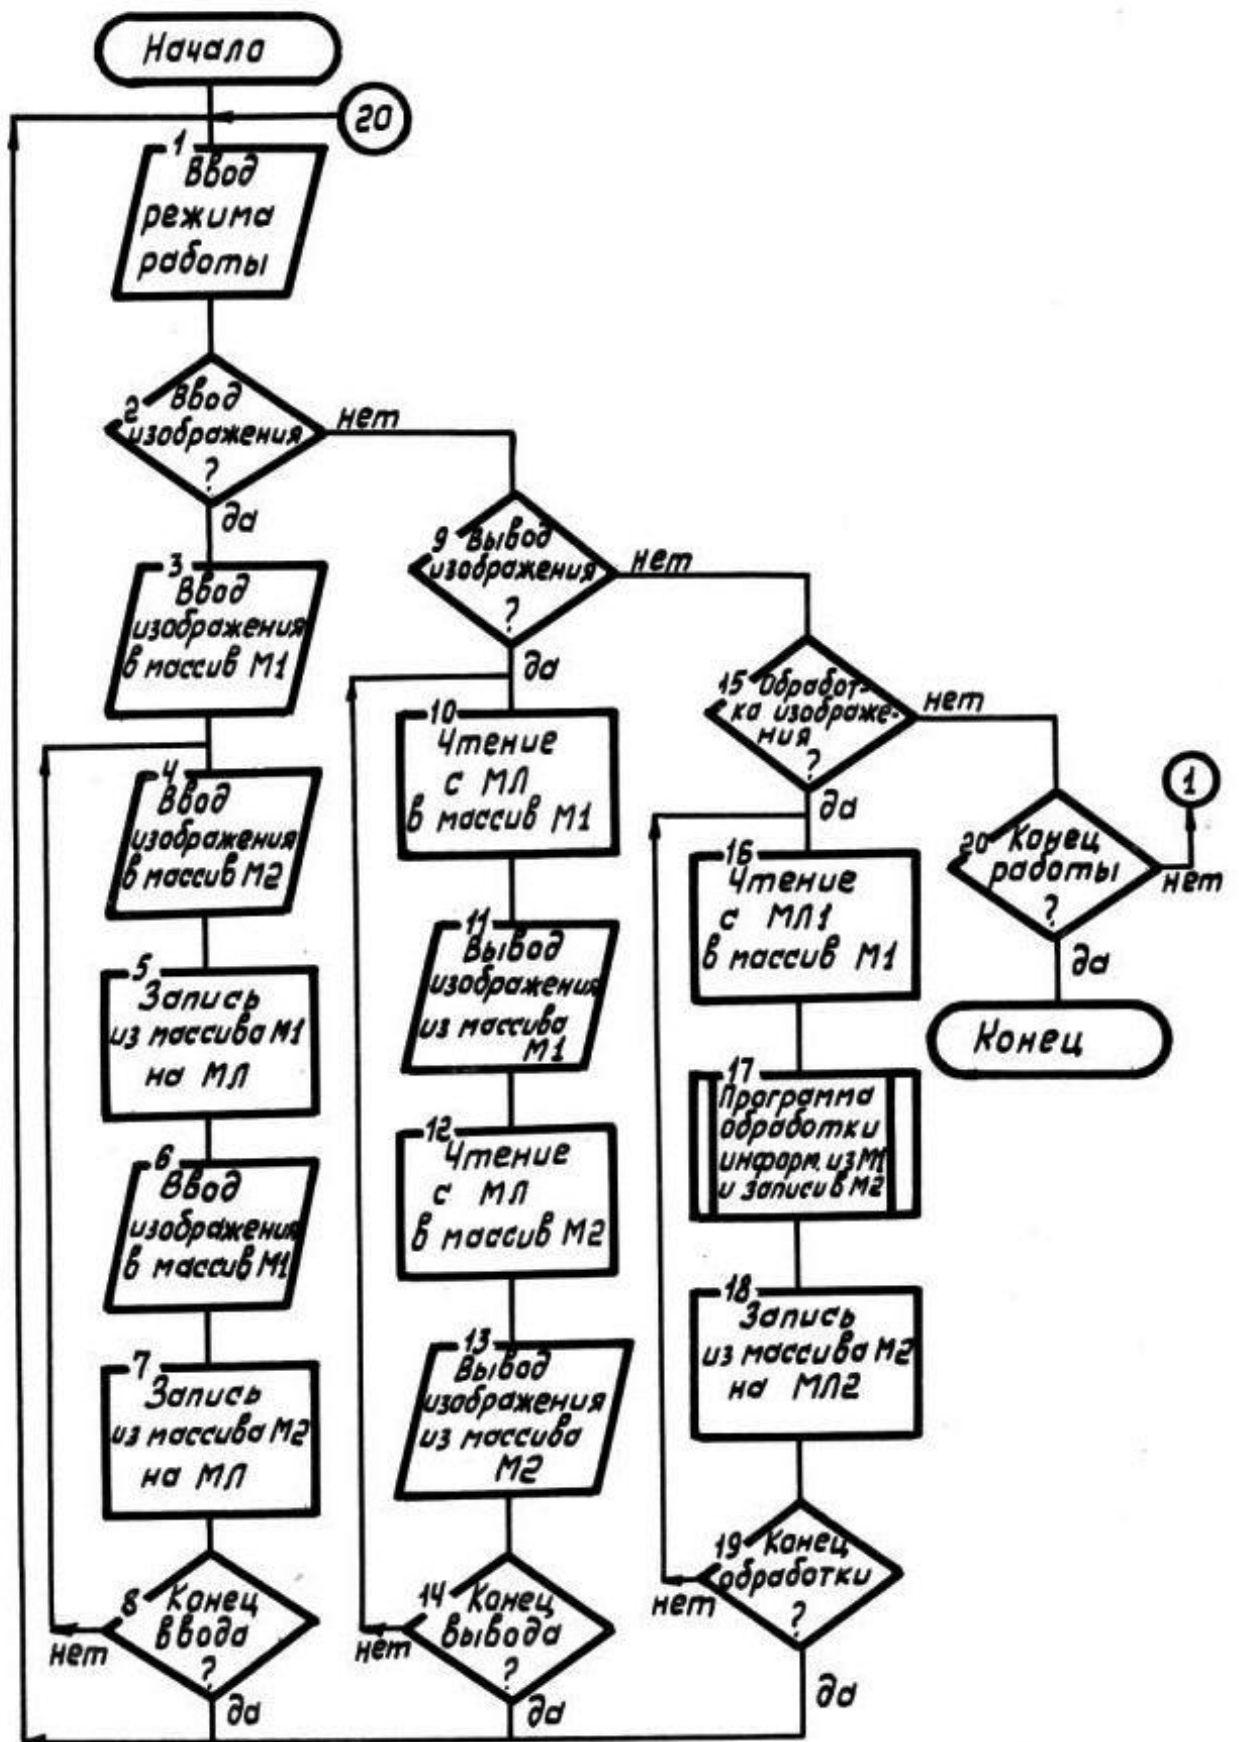 Начала
20
1
Ввод
режима
работы
2 Ввод
изображения
?
нет
да
3
Ввод
изображения
в массив М1
4
Ввод
изображения
в массив М2
5
Запись
из массива М1
на МЛ
6
Ввод
изображения
в массив М1
7
Запись
из массива М2
на МЛ
8 Конец
ввода
?
нет
да
9 Вывод
изображения
?
нет
да
10
Чтение
с МЛ
в массив М1
11
Вывод
изображения
из массива
М1
12
Чтение
с МЛ
в массив М2
13
Вывод
изображения
из массива
М2
14 Конец
вывода
?
нет
да
15 Обработ-
ка изображе-
ния
?
нет
да
16
Чтение
с МЛ1
в массив М1
17
Программа
обработки
информ. из М1
и записи в М2
18
Запись
из массива М2
на МЛ2
19 Конец
обработки
?
нет
да
1
20 Конец
работы
?
нет
да
Конец